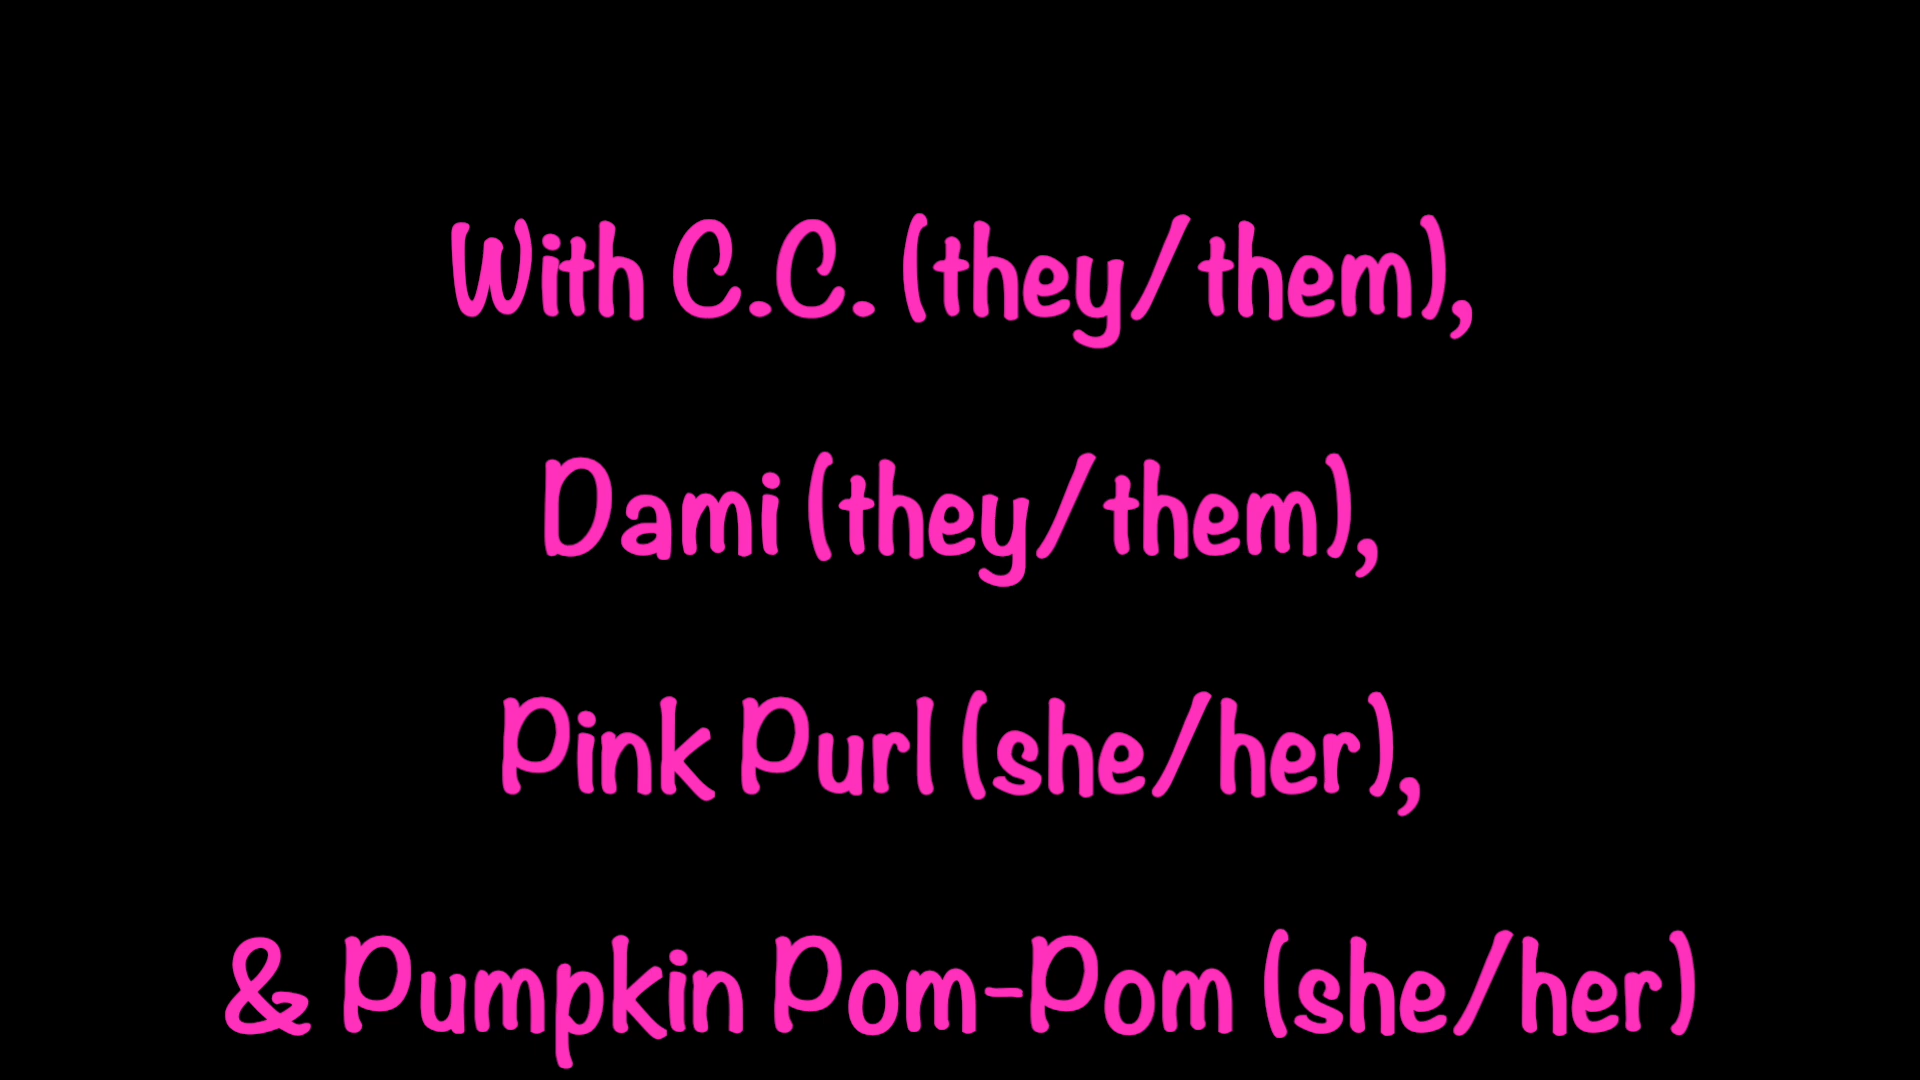 With C.C. (they/them),
Dami (they/them),
Pink Purl (she/her),
& Pumpkin Pom-Pom (she/her)